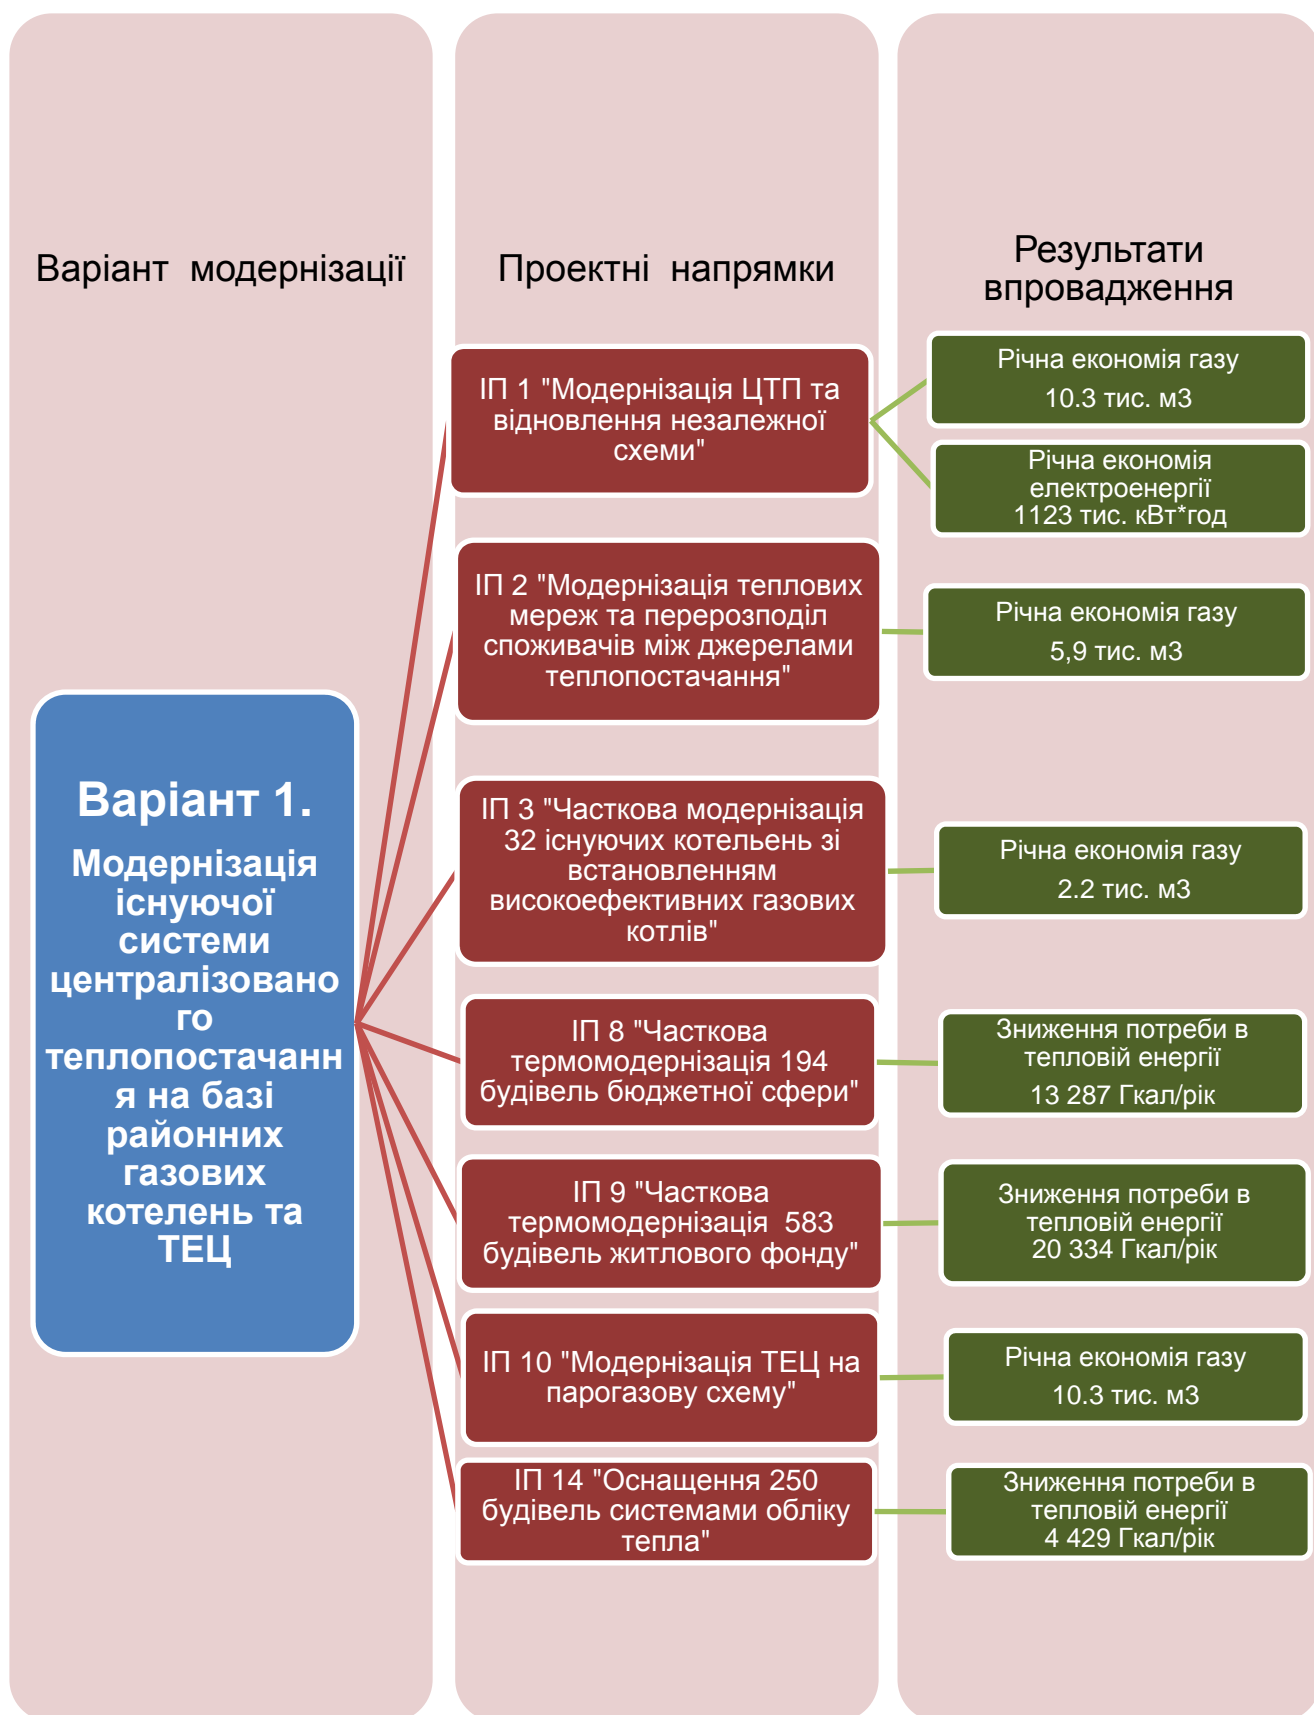 Варіант модернізації
Проектні напрямки
Результати
впровадження
Варіант 1.
Модернізація
існуючої
системи
централізовано
го
теплопостачанн
я на базі
районних
газових
котелень та
ТЕЦ
ІП 1 "Модернізація ЦТП та
відновлення незалежної
схеми"
Річна економія газу
10.3 тис. м3
Річна економія
електроенергії
1123 тис. кВт*год
ІП 2 "Модернізація теплових
мереж та перерозподіл
споживачів між джерелами
теплопостачання"
Річна економія газу
5,9 тис. м3
ІП 3 "Часткова модернізація
32 існуючих котельень зі
встановленням
високоефективних газових
котлів"
Річна економія газу
2.2 тис. м3
ІП 8 "Часткова
термомодернізація 194
будівель бюджетної сфери"
Зниження потреби в
тепловій енергії
13 287 Гкал/рік
ІП 9 "Часткова
термомодернізація 583
будівель житлового фонду"
Зниження потреби в
тепловій енергії
20 334 Гкал/рік
ІП 10 "Модернізація ТЕЦ на
парогазову схему"
Річна економія газу
10.3 тис. м3
ІП 14 "Оснащення 250
будівель системами обліку
тепла"
Зниження потреби в
тепловій енергії
4 429 Гкал/рік